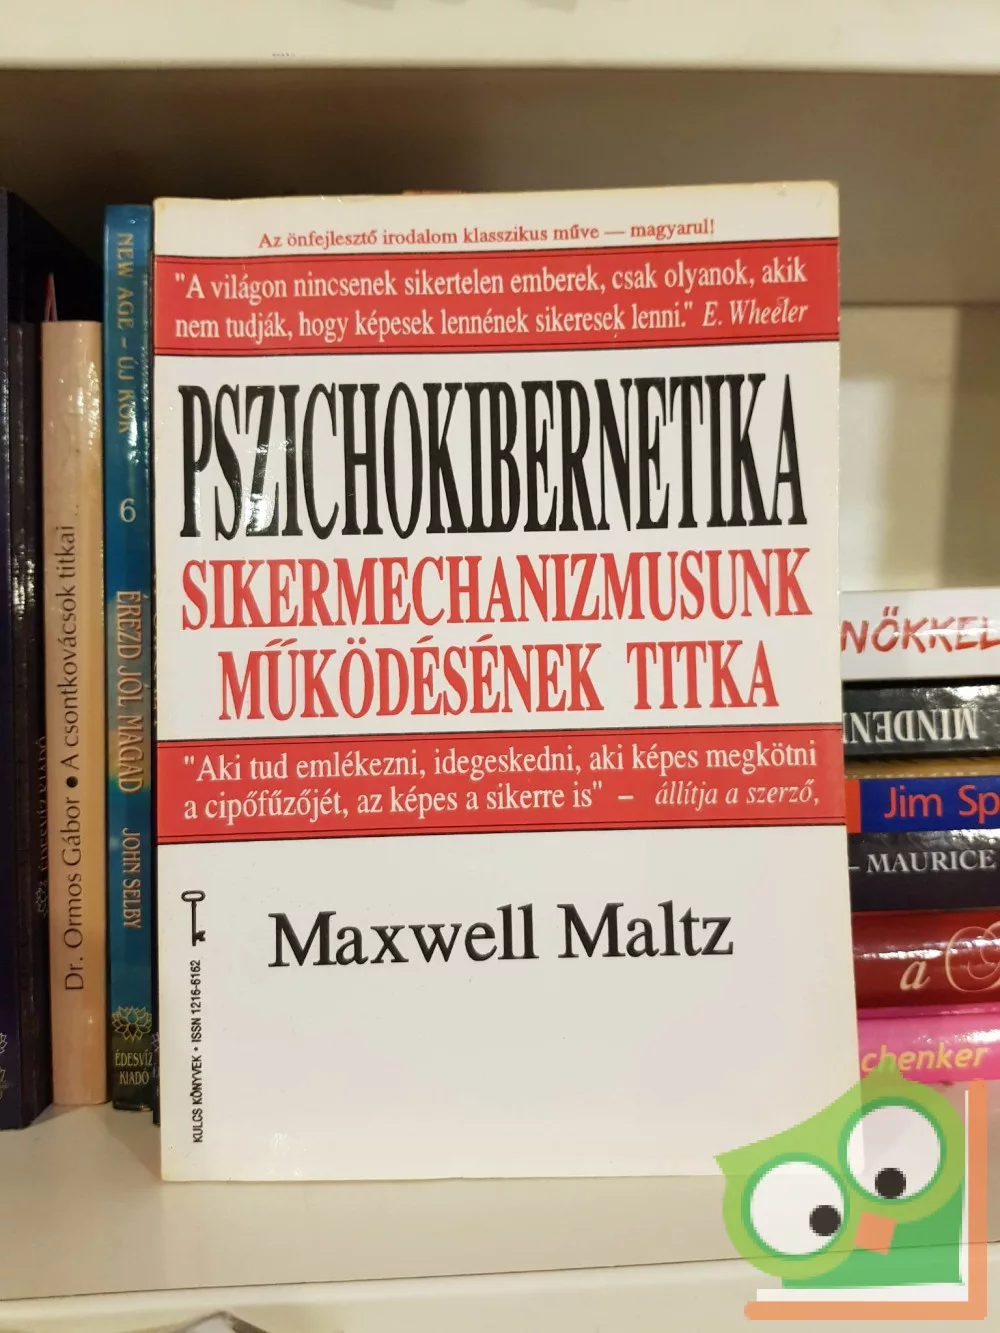 Az önfejlesztő irodalom klasszikus műve — magyarul!
"A világon nincsenek sikertelen emberek, csak olyanok, akik
nem tudják, hogy képesek lennének sikeresek lenni." E. Wheeler
PSZICHOKIBERNETIKA
SIKERMECHANIZMUSUNK
MŰKÖDÉSÉNEK TITKA
"Aki tud emlékezni, idegeskedni, aki képes megkötni
a cipőfűzőjét, az képes a sikerre is" – állítja a szerző,
Maxwell Maltz
KULCS KÖNYVEK • ISSN 1216-6162
Dr. Ormos Gábor • A csontkovácsok titkai
NEW AGE – ÚJ KOR
6
ÉREZD JÓL MAGAD
JOHN SELBY
ÉDESVÍZ
KIADÓ
NŐKKEL
MINDEN
Jim Sp
MAURICE
a
chenker